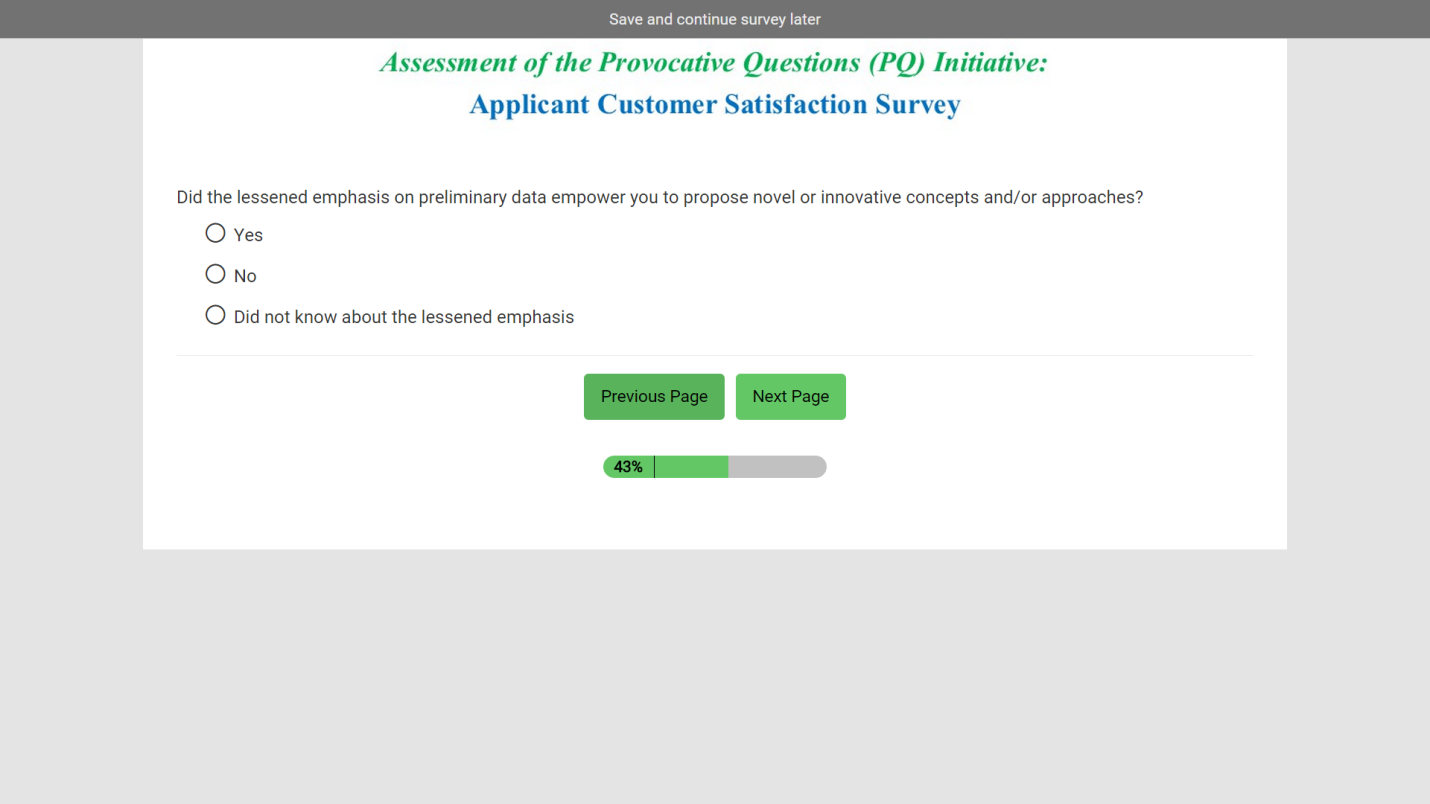 Save and continue survey later
Assessment of the Provocative Questions (PQ) Initiative:
Applicant Customer Satisfaction Survey
Did the lessened emphasis on preliminary data empower you to propose novel or innovative concepts and/or approaches?
Yes
No
Did not know about the lessened emphasis
Previous Page Next Page
43%